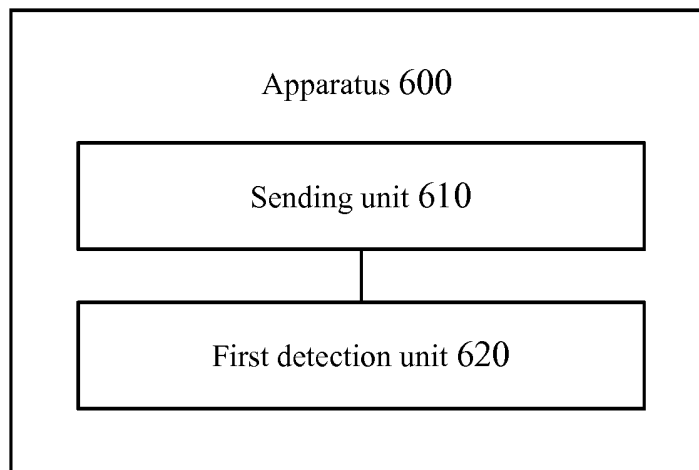 Apparatus 600
Sending unit 610
First detection unit 620